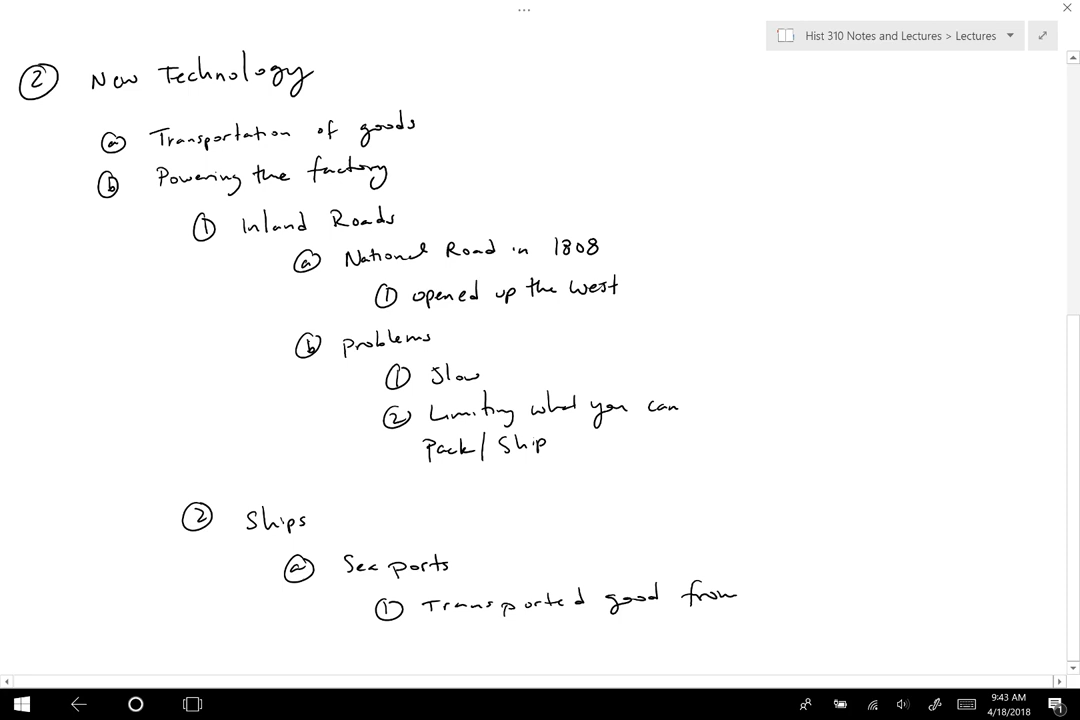 ...
Hist 310 Notes and Lectures > Lectures
② New Technology
ⓐ Transportation of goods
ⓑ Powering the factory
① Inland Roads
ⓐ National Road in 1808
① opened up the West
ⓑ Problems
① Slow
② Limiting what you can
Pack/Ship
② Ships
ⓐ Sea ports
① Transported good from
9:43 AM
4/18/2018
1